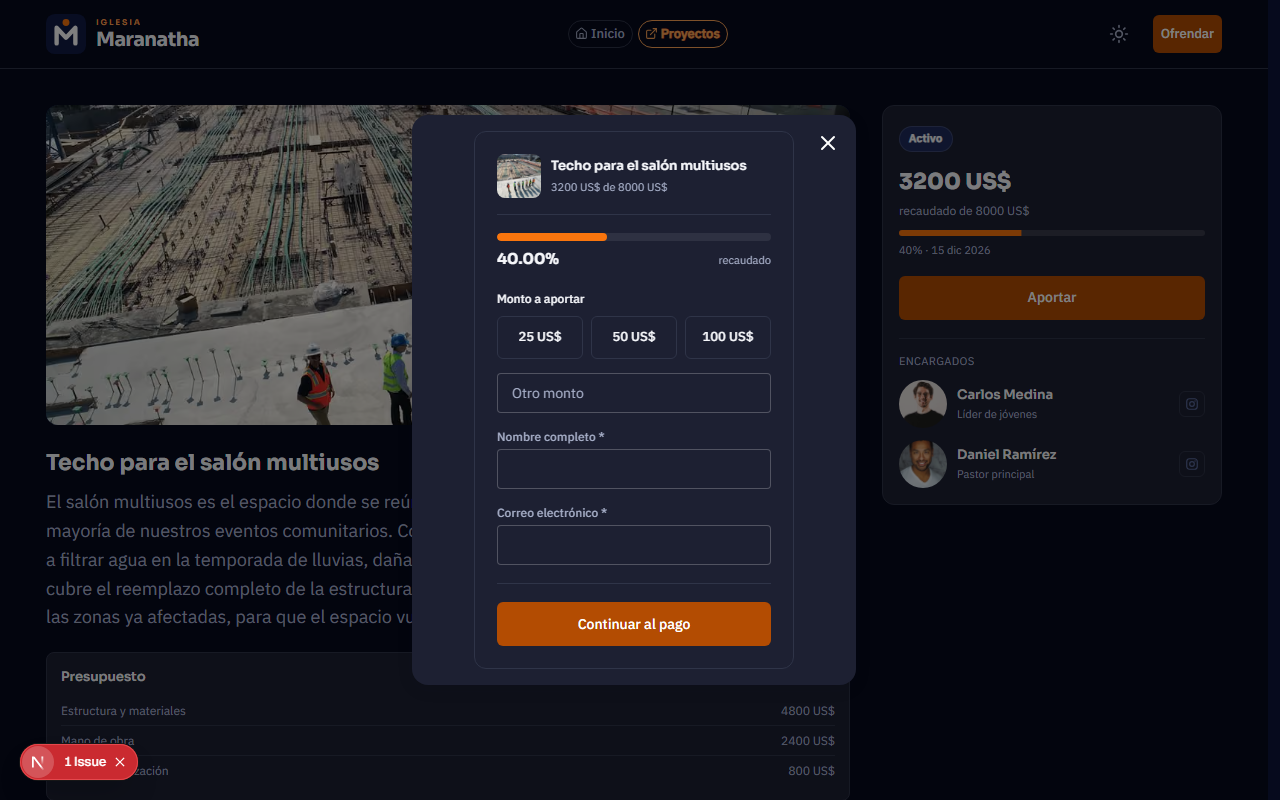 IGLESIA
Maranatha
Inicio
Proyectos
Ofrendar
Techo para el salón multiusos
3200 US$ de 8000 US$
40.00%
recaudado
Monto a aportar
25 US$
50 US$
100 US$
Otro monto
Nombre completo *
Correo electrónico *
Continuar al pago
Activo
3200 US$
recaudado de 8000 US$
40% · 15 dic 2026
Aportar
ENCARGADOS
Carlos Medina
Líder de jóvenes
Daniel Ramírez
Pastor principal
Techo para el salón multiusos
El salón multiusos es el espacio donde se reú
mayoría de nuestros eventos comunitarios.
a filtrar agua en la temporada de lluvias, daña
cubre el reemplazo completo de la estructura
las zonas ya afectadas, para que el espacio
Presupuesto
Estructura y materiales
4800 US$
Mano de obra
2400 US$
800 US$
1 Issue